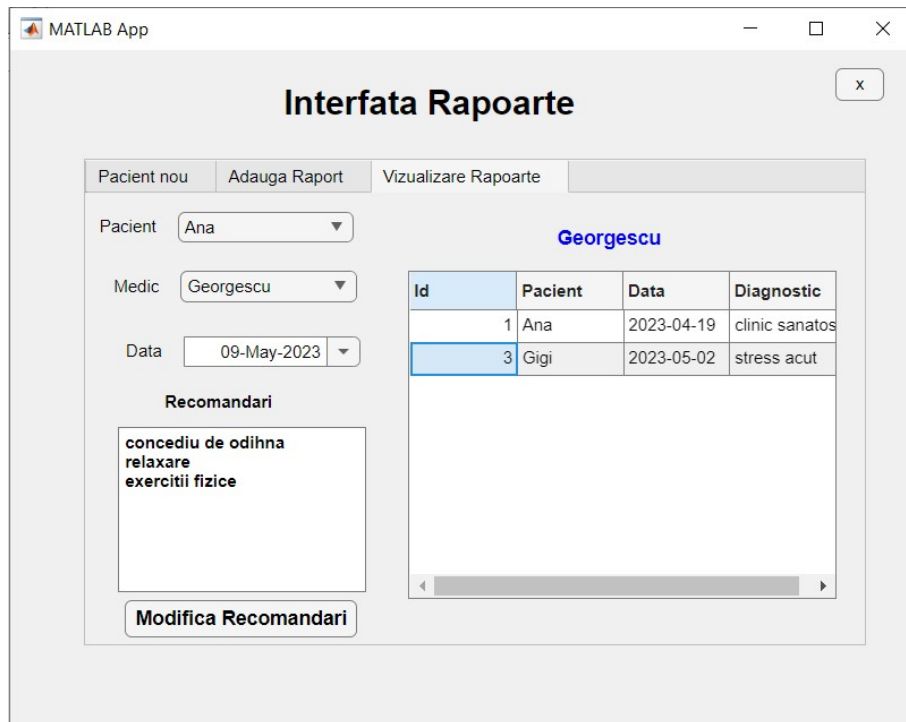 MATLAB App
x
Interfata Rapoarte
Pacient nou Adauga Raport Vizualizare Rapoarte
Pacient Ana
Medic Georgescu
Data 09-May-2023
Recomandari
concediu de odihna
relaxare
exercitii fizice
Modifica Recomandari
Georgescu
Id Pacient Data Diagnostic
1 Ana 2023-04-19 clinic sanatos
3 Gigi 2023-05-02 stress acut